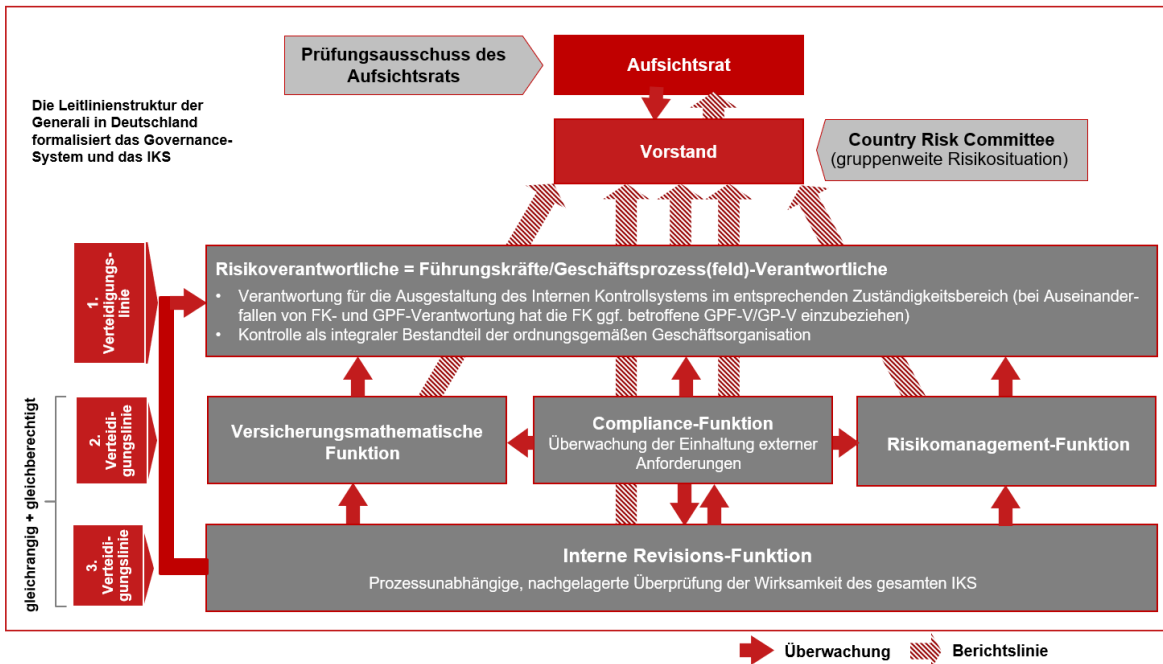 Prüfungsausschuss des
Aufsichtsrats
Aufsichtsrat
Die Leitlinienstruktur der
Generali in Deutschland
formalisiert das Governance-
System und das IKS
Vorstand
Country Risk Committee
(gruppenweite Risikosituation)
1.
Verteidigungs-
linie
Risikoverantwortliche = Führungskräfte/Geschäftsprozess(feld)-Verantwortliche
• Verantwortung für die Ausgestaltung des Internen Kontrollsystems im entsprechenden Zuständigkeitsbereich (bei Auseinander-
fallen von FK- und GPF-Verantwortung hat die FK ggf. betroffene GPF-V/GP-V einzubeziehen)
• Kontrolle als integraler Bestandteil der ordnungsgemäßen Geschäftsorganisation
gleichrangig + gleichberechtigt
2.
Verteidi-
gungslinie
Versicherungsmathematische
Funktion
Compliance-Funktion
Überwachung der Einhaltung externer
Anforderungen
Risikomanagement-Funktion
3.
Verteidi-
gungslinie
Interne Revisions-Funktion
Prozessunabhängige, nachgelagerte Überprüfung der Wirksamkeit des gesamten IKS
Überwachung
Berichtslinie